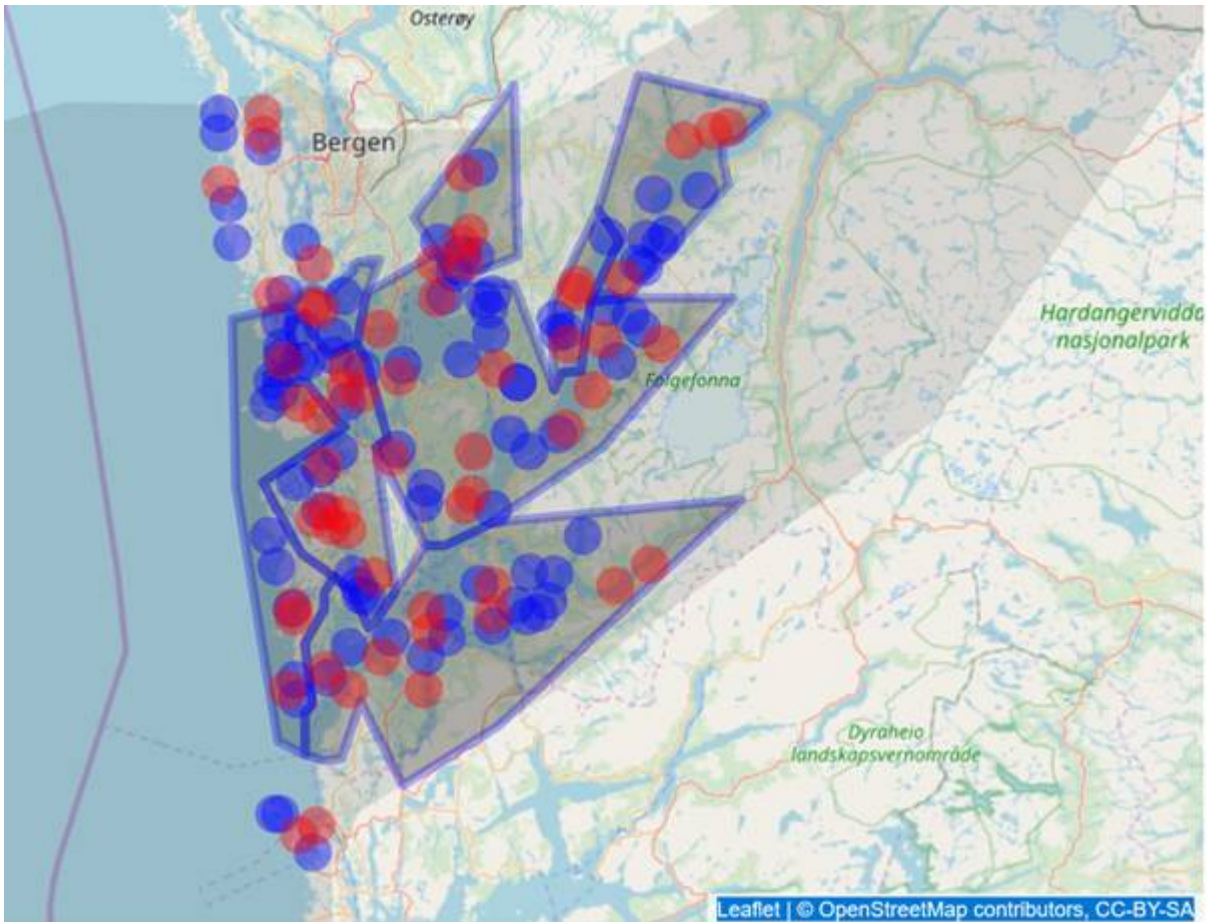 Osterøy
Bergen
Hardangervidda
nasjonalpark
Folgefonna
Dyraheio
landskapsvernområde
Leaflet | © OpenStreetMap contributors, CC-BY-SA